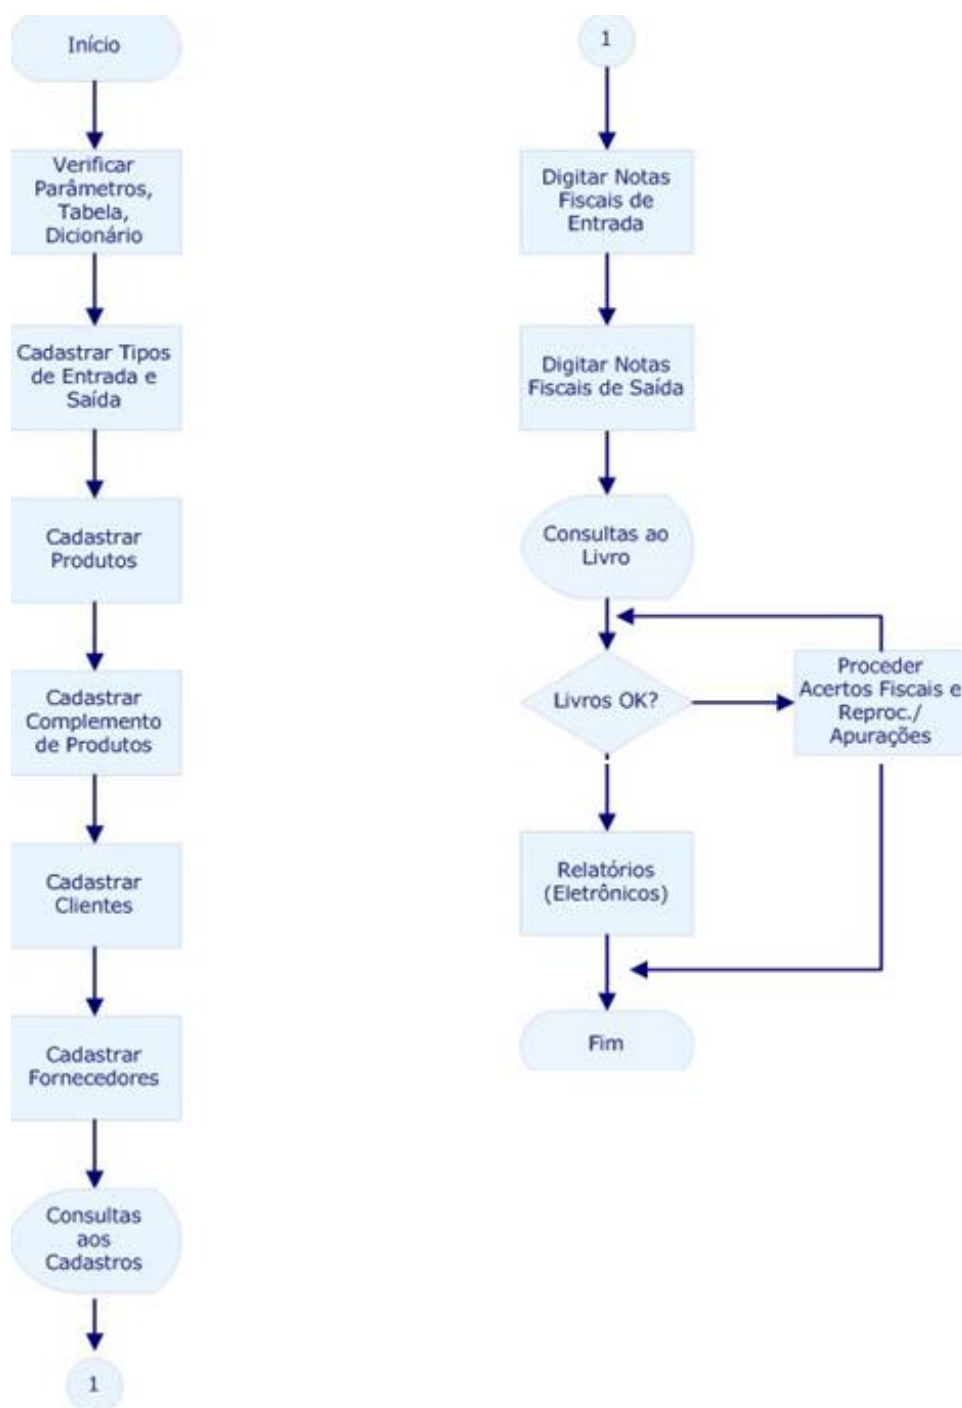 Início
Verificar
Parâmetros,
Tabela,
Dicionário
Cadastrar Tipos
de Entrada e
Saída
Cadastrar
Produtos
Cadastrar
Complemento
de Produtos
Cadastrar
Clientes
Cadastrar
Fornecedores
Consultas
aos
Cadastros
1
1
Digitar Notas
Fiscais de
Entrada
Digitar Notas
Fiscais de Saída
Consultas ao
Livro
Livros OK?
Proceder
Acertos Fiscais e
Reproc./
Apurações
Relatórios
(Eletrônicos)
Fim